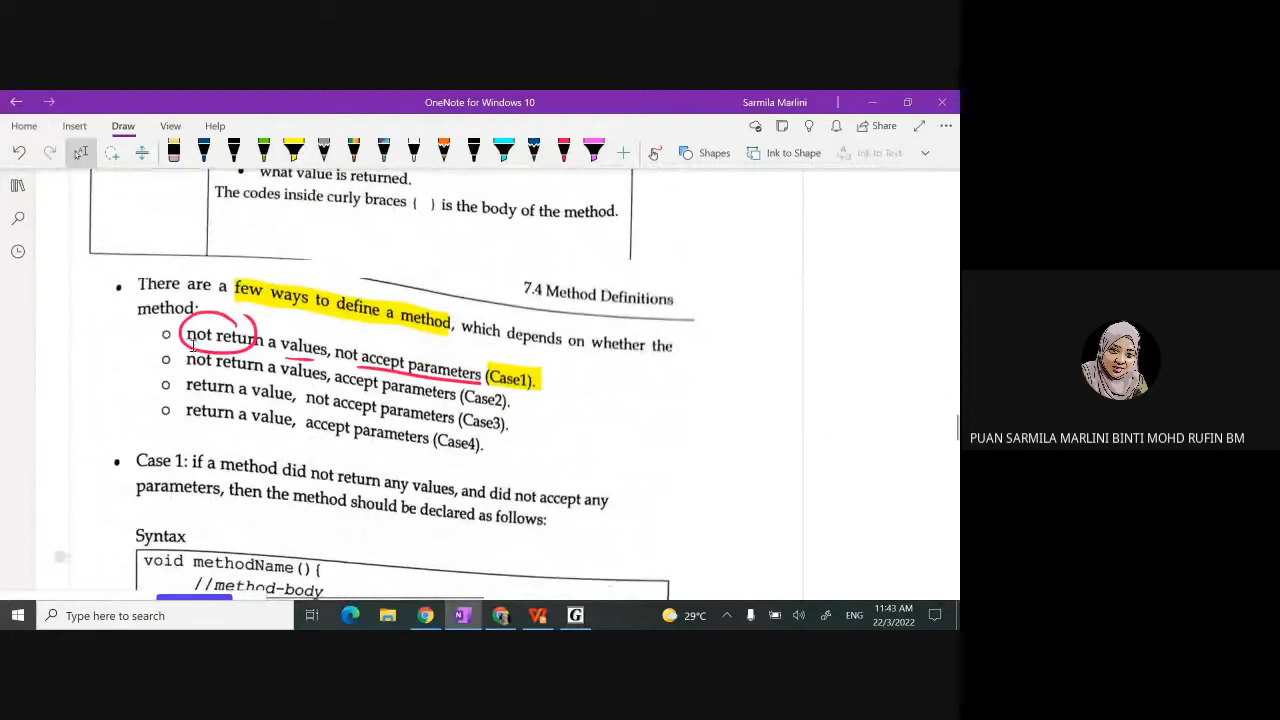 OneNote for Windows 10
Sarmila Marlini
Home Insert Draw View Help
Share
Shapes Ink to Shape Ink to Text
• what value is returned.
The codes inside curly braces { } is the body of the method.
7.4 Method Definitions
• There are a few ways to define a method, which depends on whether the
method:
o not return a values, not accept parameters (Case1).
o not return a values, accept parameters (Case2).
o return a value, not accept parameters (Case3).
o return a value, accept parameters (Case4).
• Case 1: if a method did not return any values, and did not accept any
parameters, then the method should be declared as follows:
Syntax
void methodName(){
//method-body
PUAN SARMILA MARLINI BINTI MOHD RUFIN BM
Type here to search
29°C
ENG
11:43 AM
22/3/2022